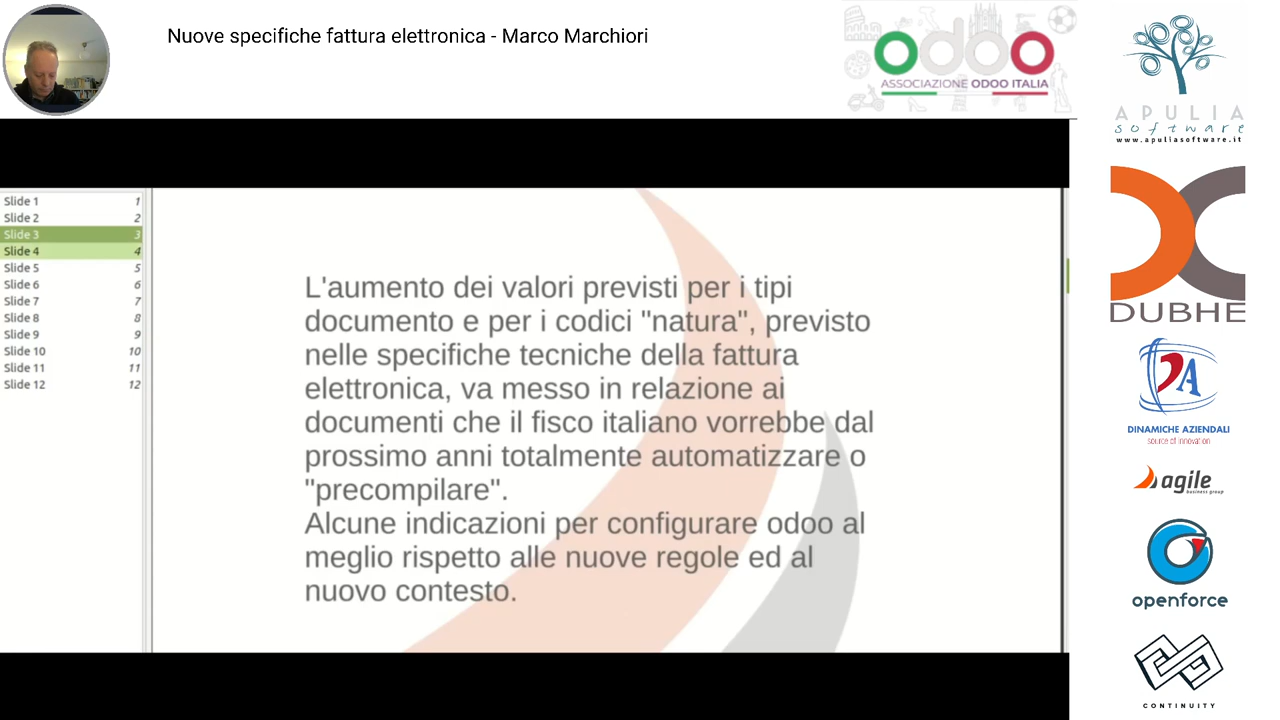 Nuove specifiche fattura elettronica - Marco Marchiori
odoo
ASSOCIAZIONE ODOO ITALIA
APULIA
software
www.apuliasoftware.it
Slide 1 1
Slide 2 2
Slide 3 3
Slide 4 4
Slide 5 5
Slide 6 6
Slide 7 7
Slide 8 8
Slide 9 9
Slide 10 10
Slide 11 11
Slide 12 12
L'aumento dei valori previsti per i tipi
documento e per i codici "natura", previsto
nelle specifiche tecniche della fattura
elettronica, va messo in relazione ai
documenti che il fisco italiano vorrebbe dal
prossimo anni totalmente automatizzare o
"precompilare".
Alcune indicazioni per configurare odoo al
meglio rispetto alle nuove regole ed al
nuovo contesto.
DUBHE
DA
DINAMICHE AZIENDALI
source of innovation
agile
business group
openforce
CONTINUITY